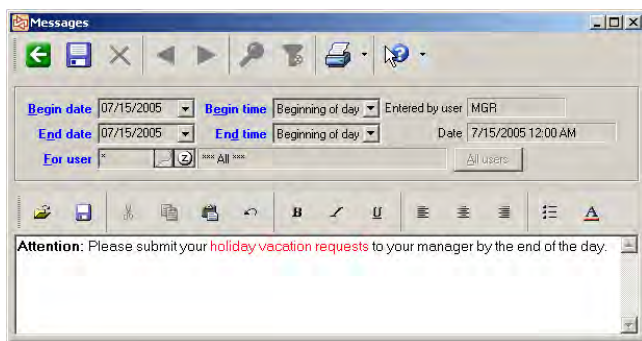 Messages
Begin date 07/15/2005 Begin time Beginning of day Entered by user MGR
End date 07/15/2005 End time Beginning of day Date 7/15/2005 12:00 AM
For user * Z *** All *** All users
B I U A
Attention: Please submit your holiday vacation requests to your manager by the end of the day.